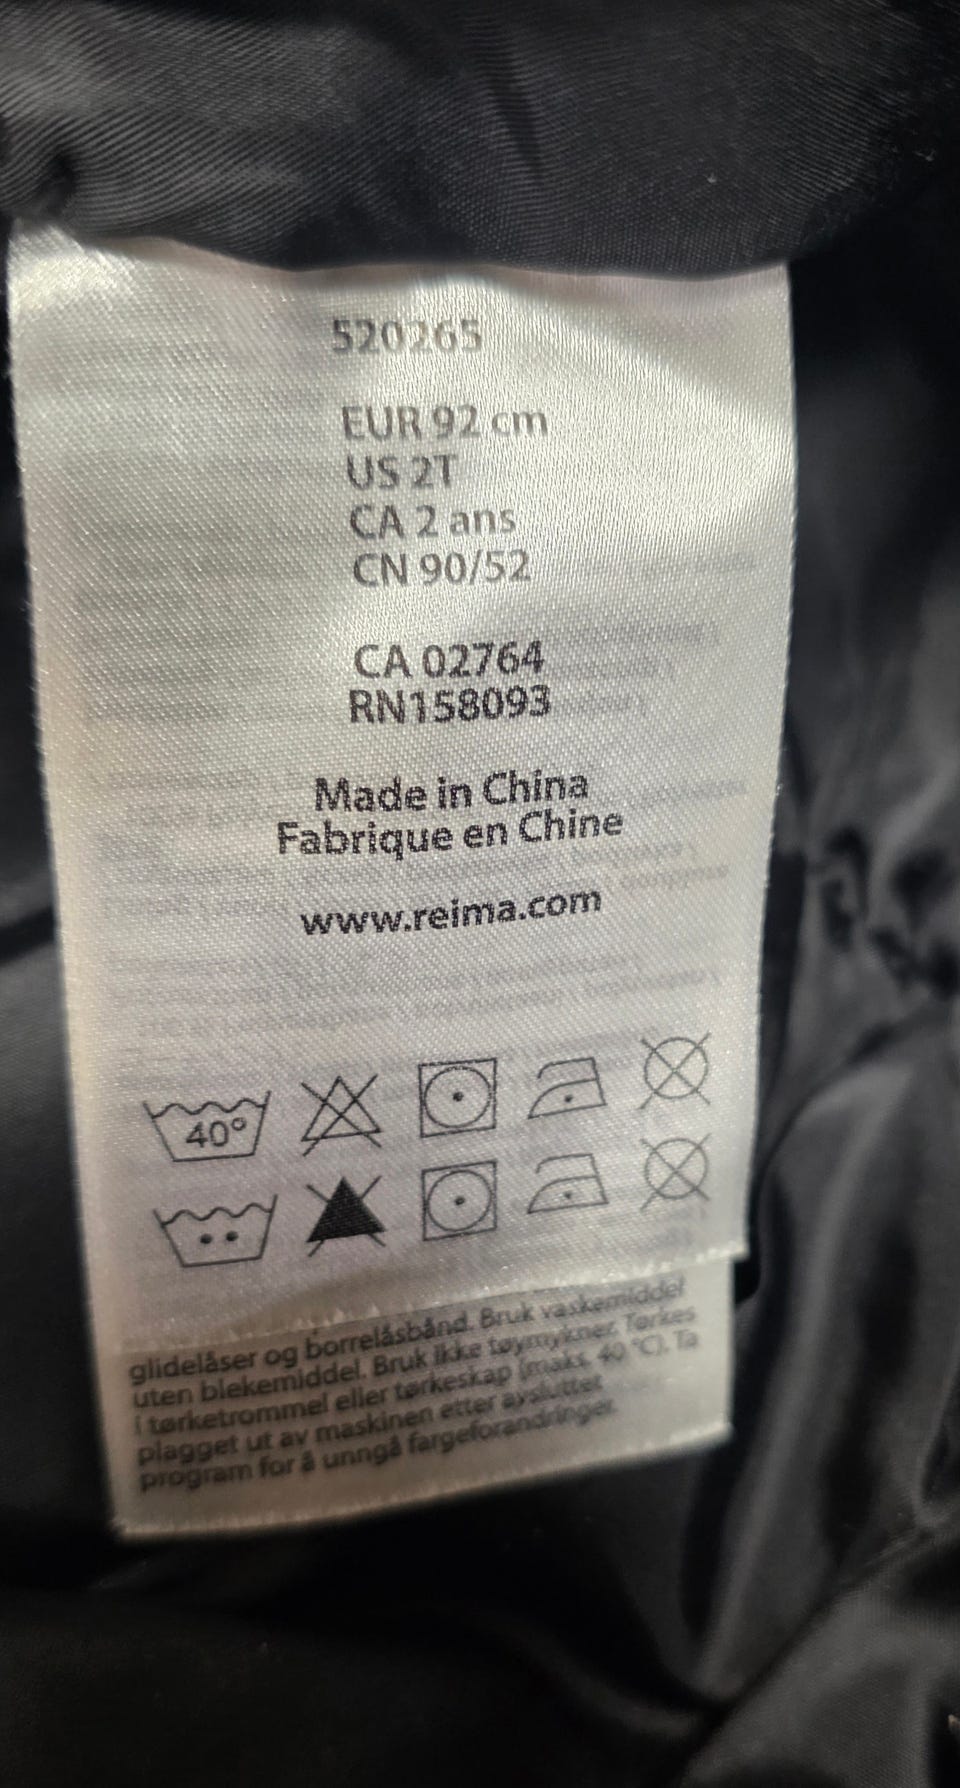 520265
EUR 92 cm
US 2T
CA 2 ans
CN 90/52
CA 02764
RN158093
Made in China
Fabrique en Chine
www.reima.com
40°
glidelåser og borrelåsbånd. Bruk vaskemiddel
uten blekemiddel. Bruk ikke tøymykner. Tørkes
i tørketrommel eller tørkeskap (maks. 40 °C). Ta
plagget ut av maskinen etter avsluttet
program for å unngå fargeforandringer.